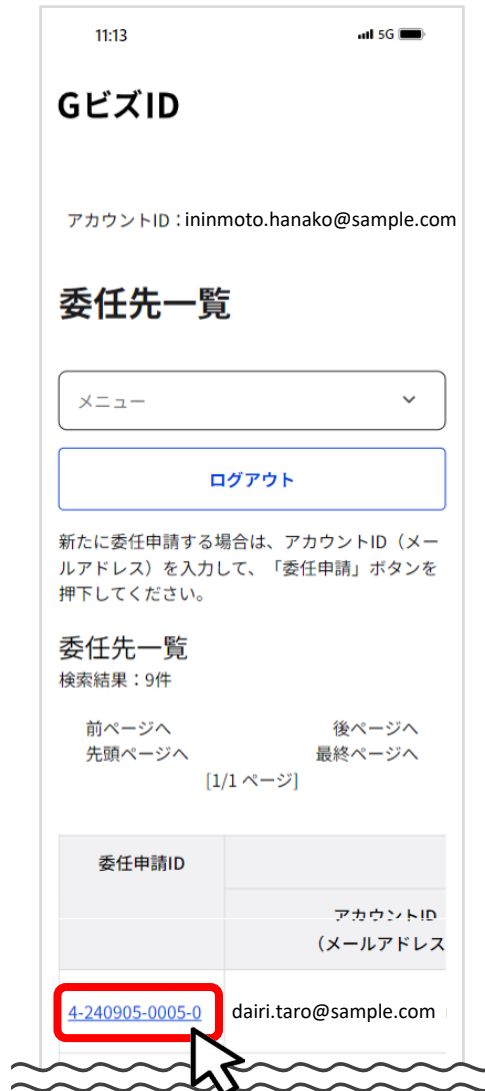 11:13 5G
GビズID
アカウントID：ininmoto.hanako@sample.com
委任先一覧
メニュー
ログアウト
新たに委任申請する場合は、アカウントID（メー
ルアドレス）を入力して、「委任申請」ボタンを
押下してください。
委任先一覧
検索結果：9件
前ページへ 後ページへ
先頭ページへ 最終ページへ
[1/1 ページ]
委任申請ID
アカウントID
（メールアドレス
4-240905-0005-0 dairi.taro@sample.com